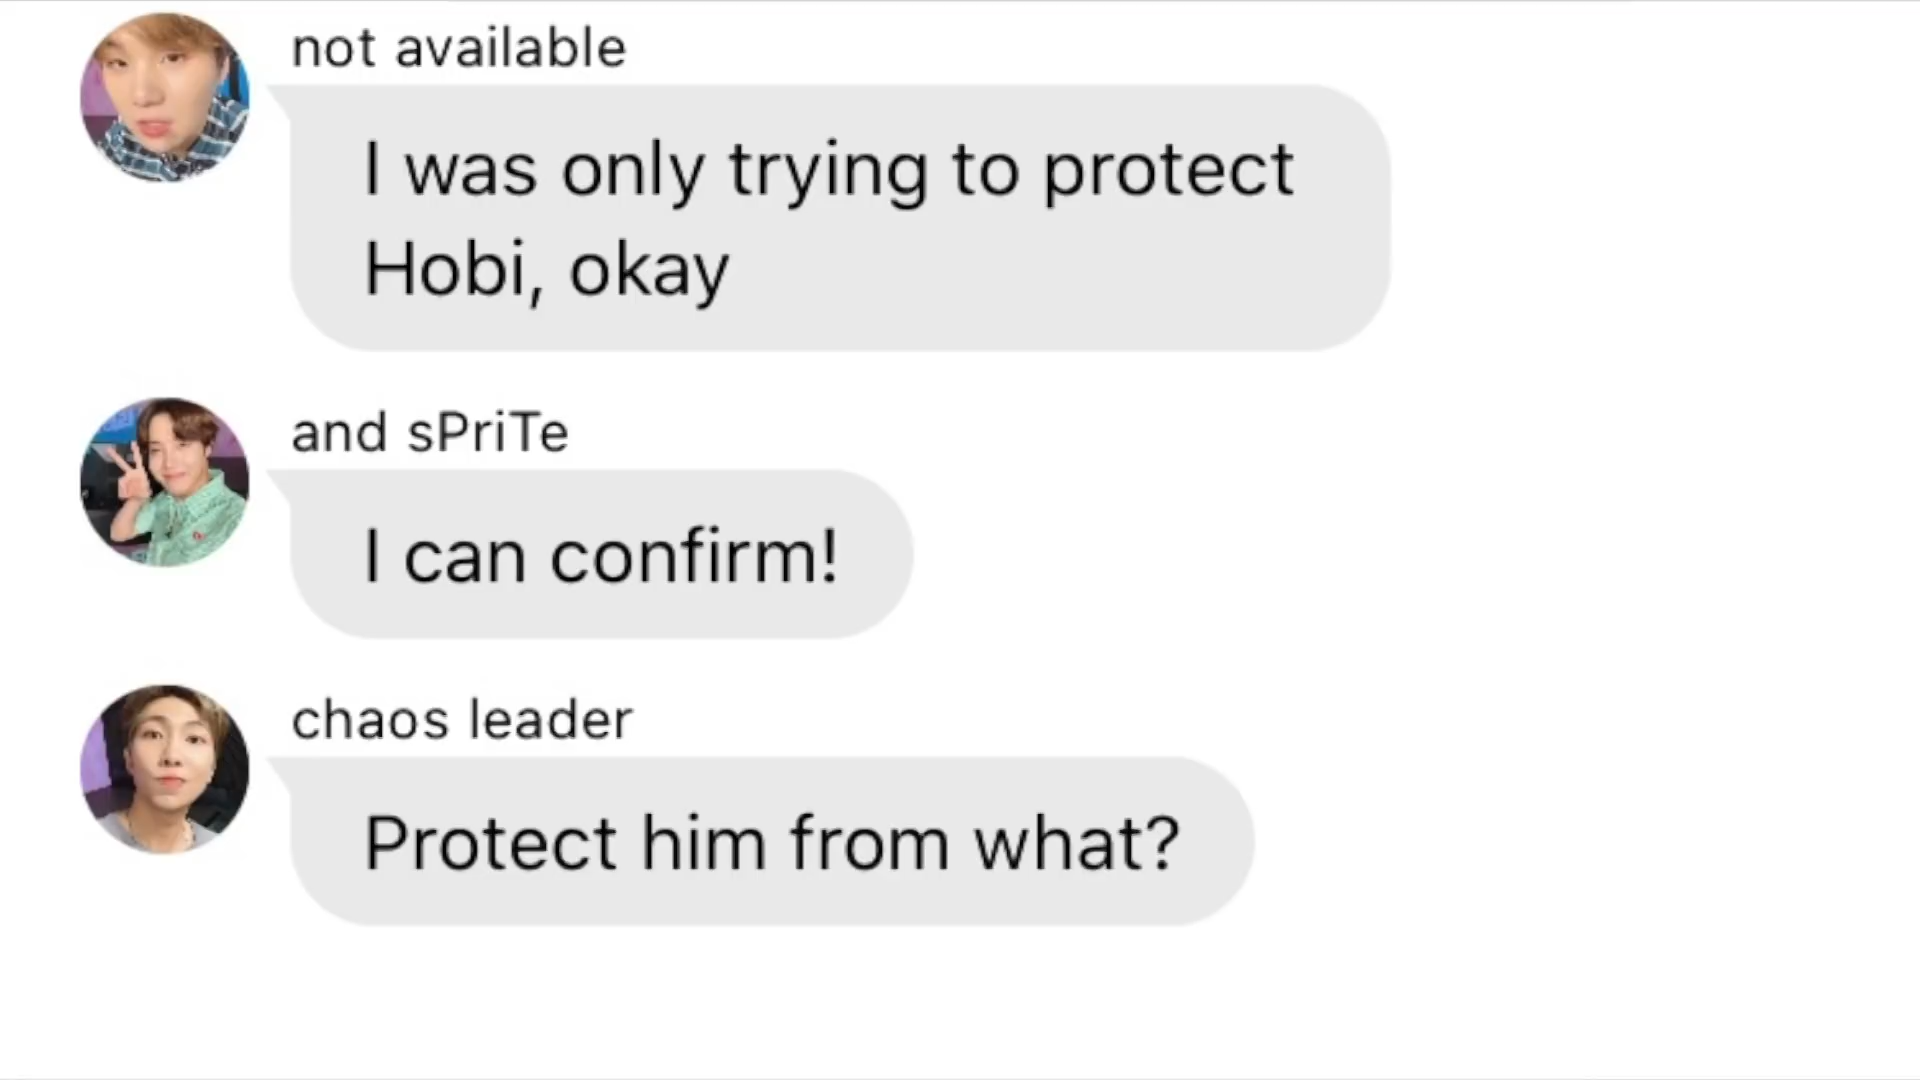 not available
I was only trying to protect
Hobi, okay
and sPriTe
I can confirm!
chaos leader
Protect him from what?